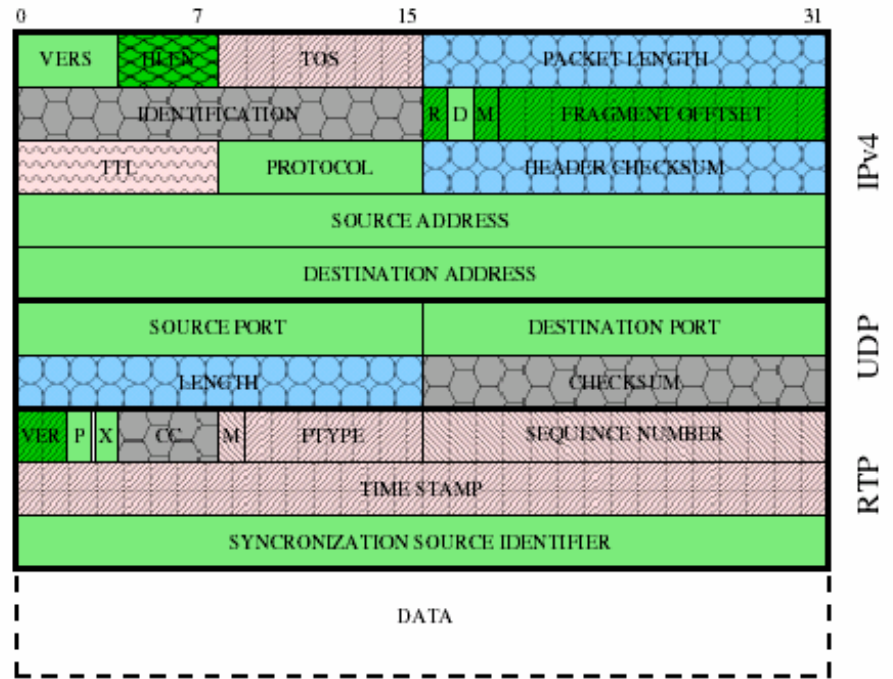 0 7 15 31
VERS HLEN TOS PACKET LENGTH
IDENTIFICATION R D M FRAGMENT OFFTSET
TTL PROTOCOL HEADER CHECKSUM
SOURCE ADDRESS
DESTINATION ADDRESS
IPv4
SOURCE PORT DESTINATION PORT
LENGTH CHECKSUM
UDP
VER P X CC M PTYPE SEQUENCE NUMBER
TIME STAMP
SYNCRONIZATION SOURCE IDENTIFIER
RTP
DATA